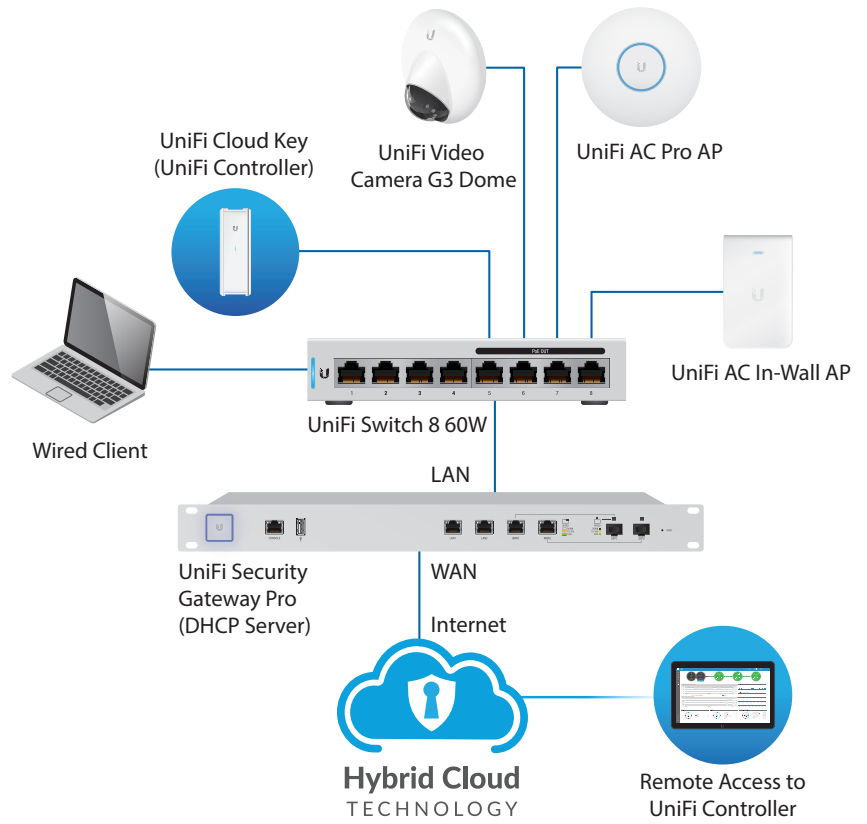 UniFi Cloud Key
(UniFi Controller)
UniFi Video
Camera G3 Dome
UniFi AC Pro AP
UniFi AC In-Wall AP
PoE OUT
1 2 3 4 5 6 7 8
UniFi Switch 8 60W
Wired Client
LAN
CONSOLE
UniFi Security
Gateway Pro
(DHCP Server)
WAN
Internet
Hybrid Cloud
TECHNOLOGY
Remote Access to
UniFi Controller